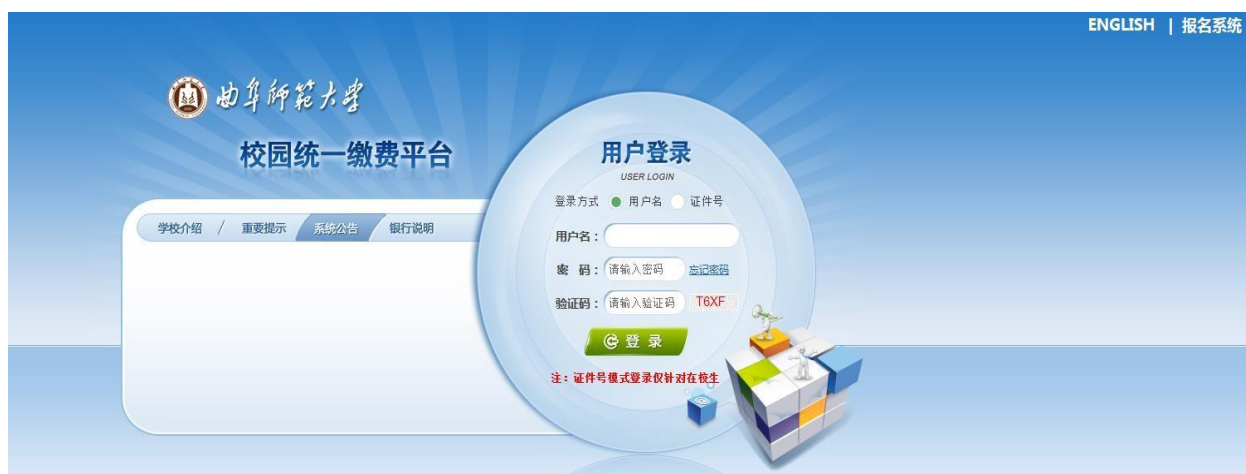 ENGLISH | 报名系统
曲阜师范大学
校园统一缴费平台
用户登录
USER LOGIN
登录方式 用户名 证件号
学校介绍 / 重要提示 系统公告 银行说明
用户名：
密 码： 请输入密码 忘记密码
验证码： 请输入验证码 T6XF
登 录
注：证件号模式登录仅针对在校生